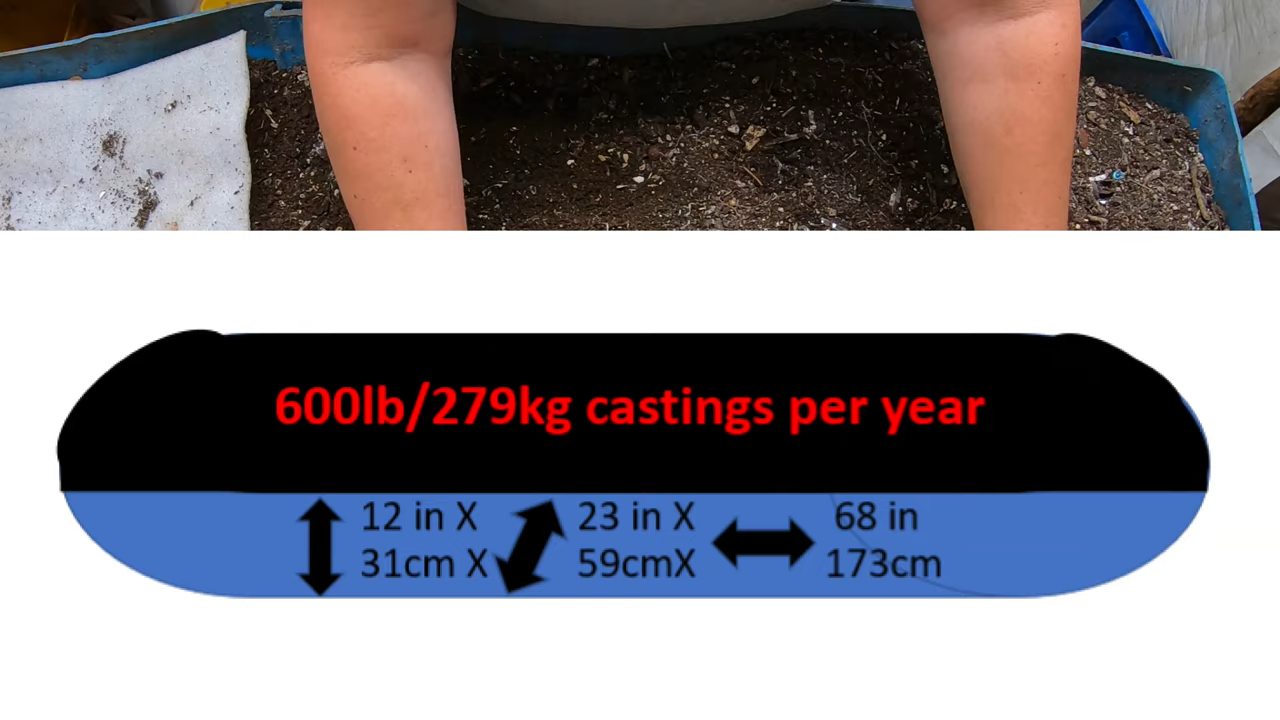 600lb/279kg castings per year
12 in X 23 in X 68 in
31cm X 59cmX 173cm